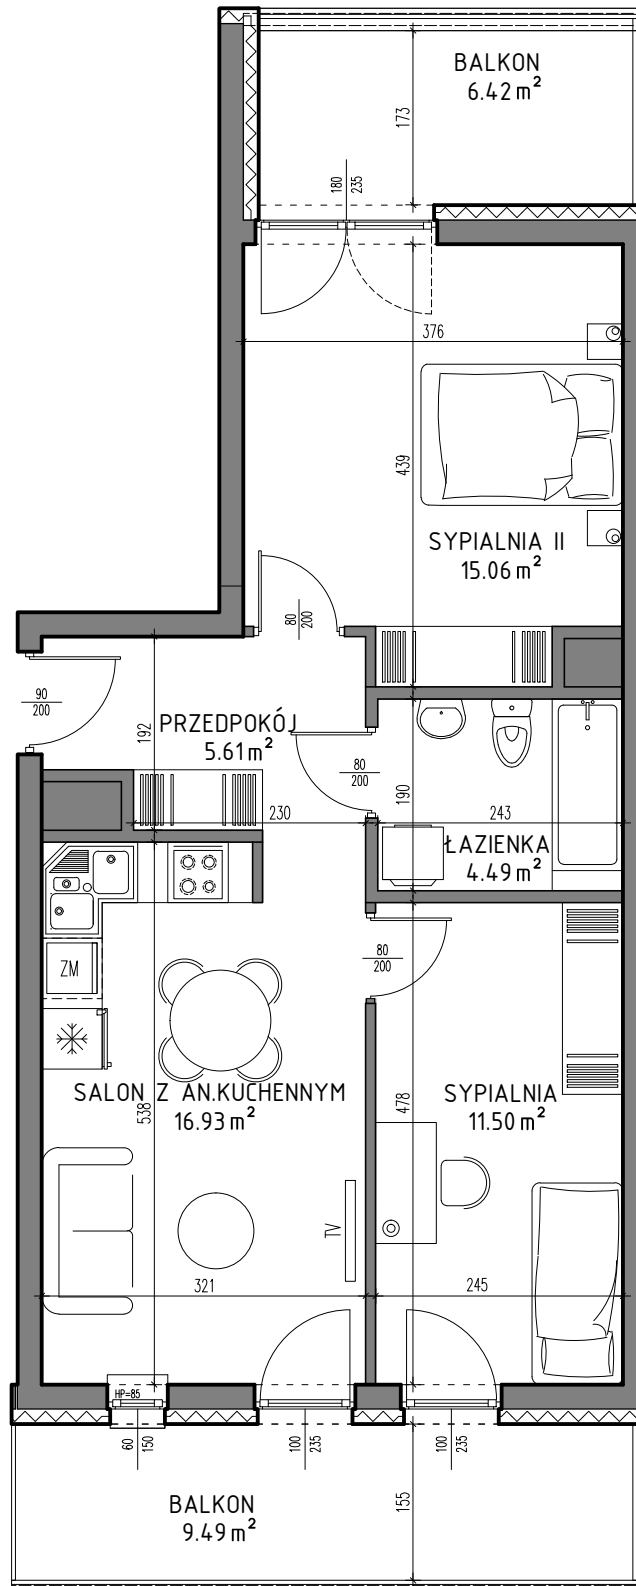 BALKON
6.42 m²
173
180
235
376
439
SYPIALNIA II
15.06 m²
80
200
90
200
PRZEDPOKÓJ
5.61 m²
192
80
200
190
230
243
ŁAZIENKA
4.49 m²
80
200
ZM
SALON Z AN.KUCHENNYM
16.93 m²
538
SYPIALNIA
11.50 m²
478
TV
321
245
HP=85
60
150
100
235
100
235
BALKON
9.49 m²
155